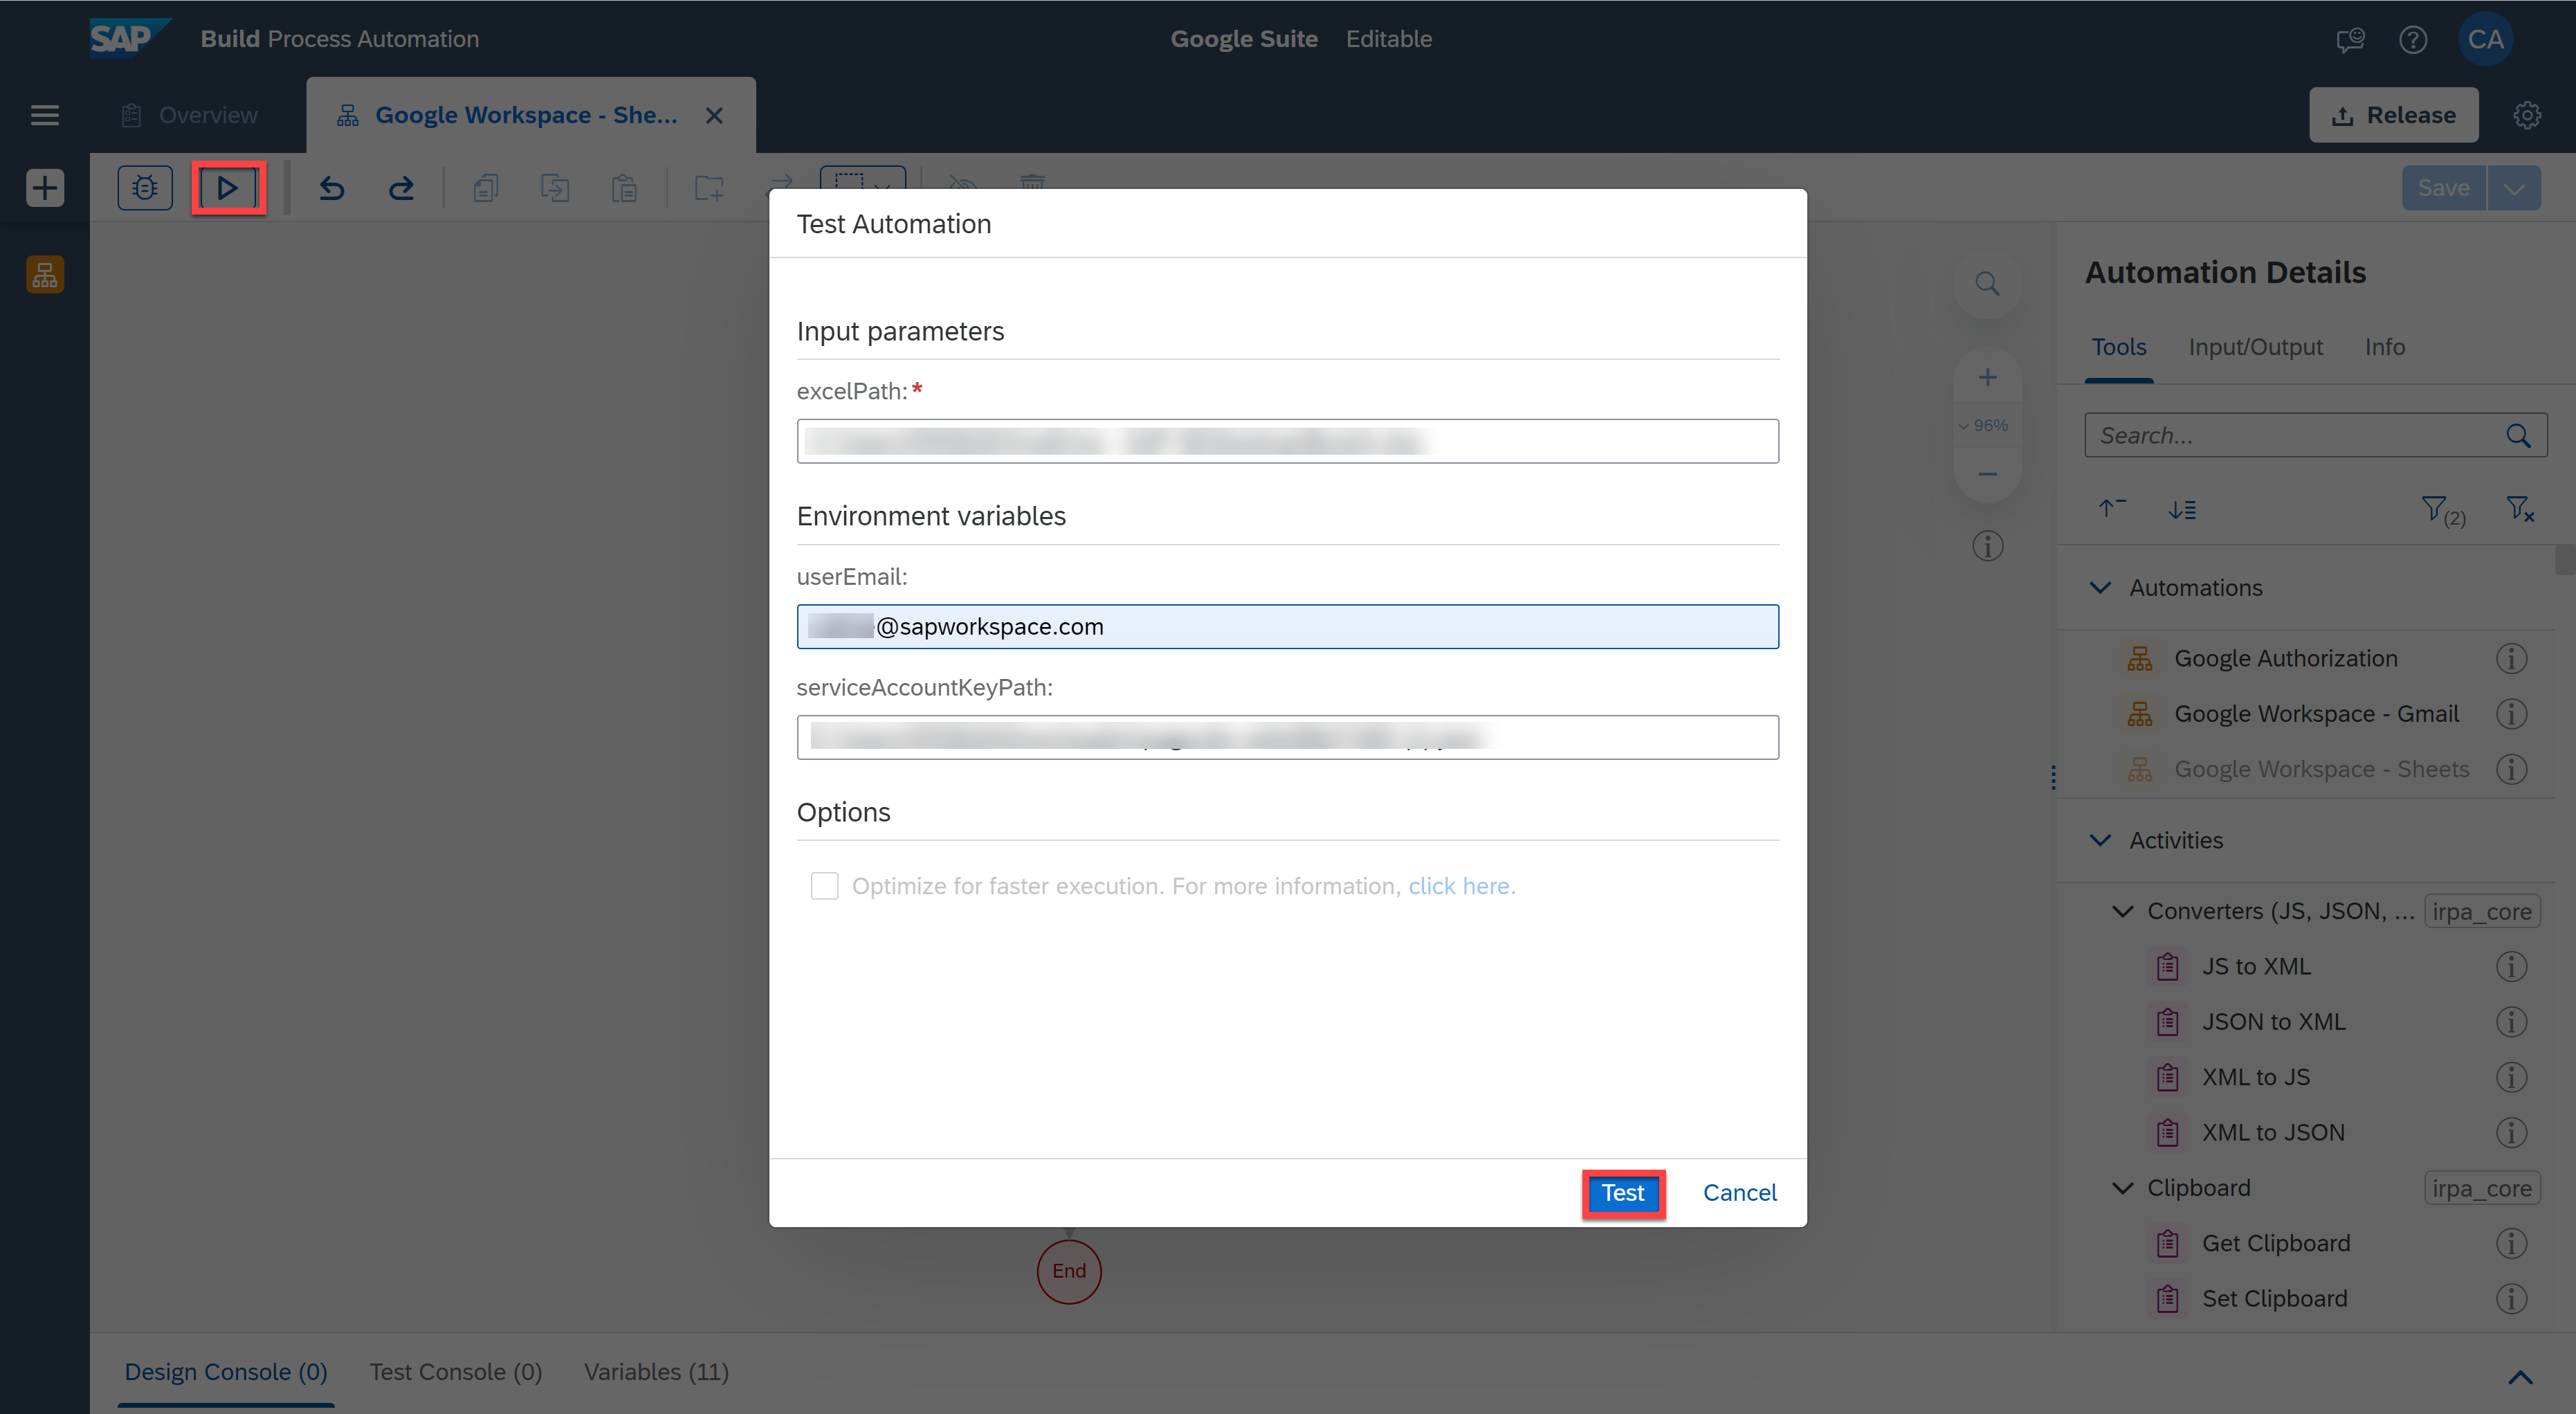 SAP Build Process Automation
Google Suite Editable
CA
Overview
Google Workspace - She...
Release
Save
Test Automation
Input parameters
excelPath:*
Environment variables
userEmail:
@sapworkspace.com
serviceAccountKeyPath:
Options
Optimize for faster execution. For more information, click here.
Test
Cancel
End
96%
Automation Details
Tools
Input/Output
Info
Search...
(2)
Automations
Google Authorization
Google Workspace - Gmail
Google Workspace - Sheets
Activities
Converters (JS, JSON, ... irpa_core
JS to XML
JSON to XML
XML to JS
XML to JSON
Clipboard irpa_core
Get Clipboard
Set Clipboard
Design Console (0)
Test Console (0)
Variables (11)